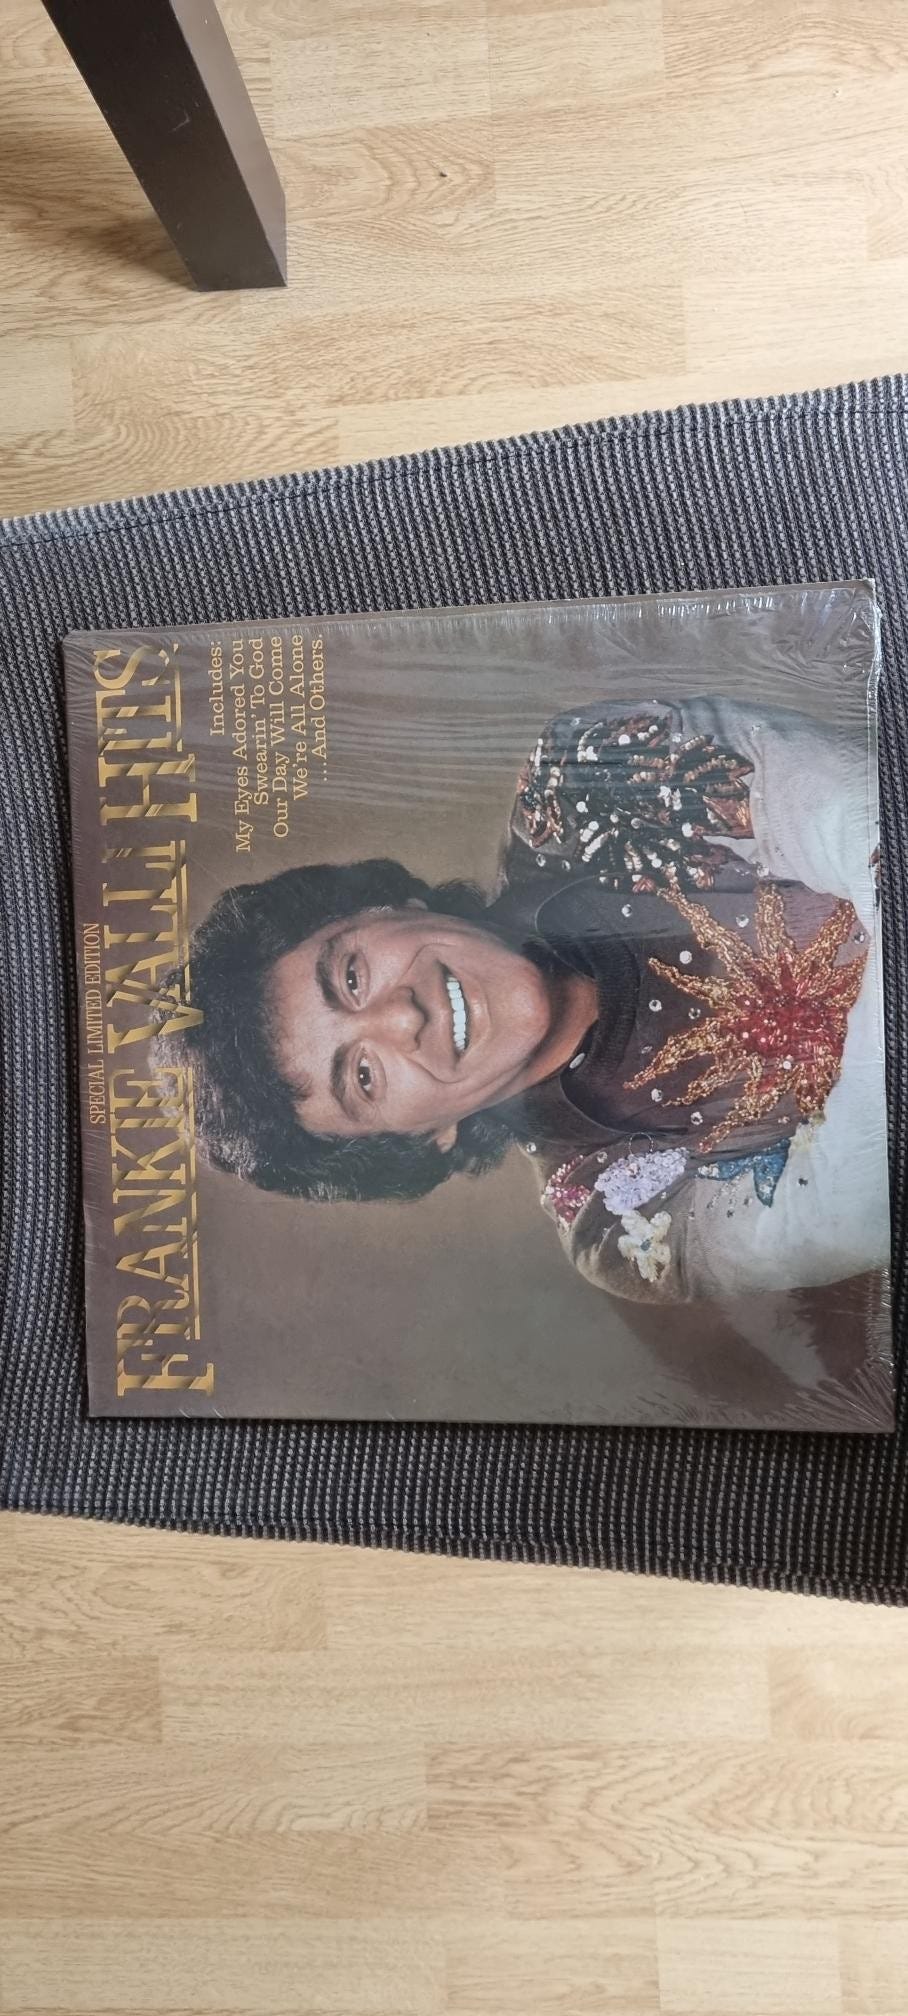 SPECIAL LIMITED EDITION
FRANKIE VALLI HITS
Includes:
My Eyes Adored You
Swearin' To God
Our Day Will Come
We're All Alone
...And Others.